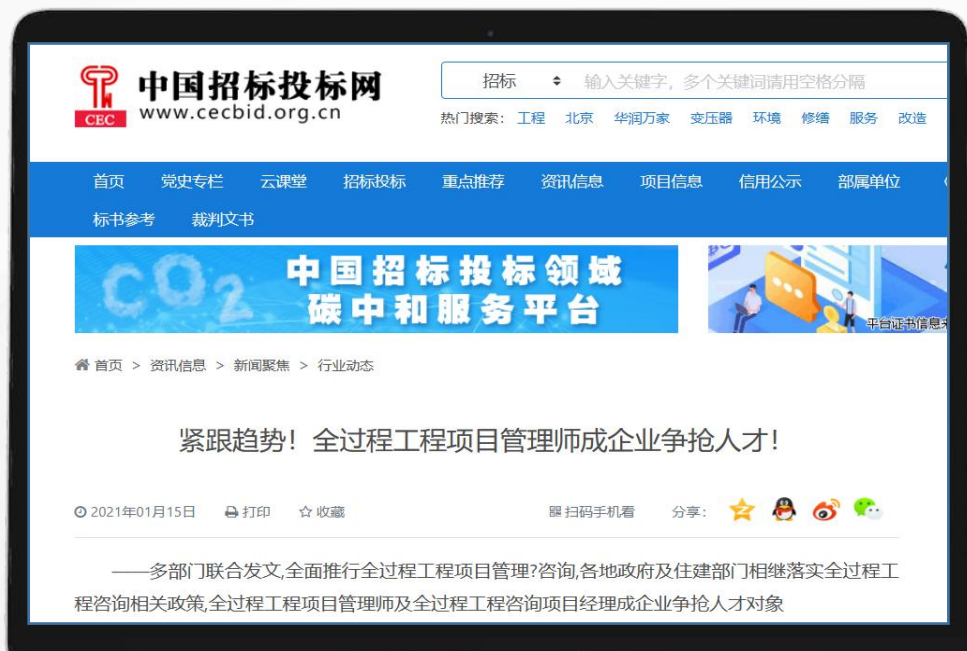 中国招标投标网
CEC
www.cecbid.org.cn
招标 输入关键字，多个关键词请用空格分隔
热门搜索： 工程 北京 华润万家 变压器 环境 修缮 服务 改造
首页 党史专栏 云课堂 招标投标 重点推荐 资讯信息 项目信息 信用公示 部属单位
标书参考 裁判文书
CO2 中国招标投标领域
碳中和服务平台
平台证书信息
首页 > 资讯信息 > 新闻聚焦 > 行业动态
紧跟趋势！全过程工程项目管理师成企业争抢人才！
2021年01月15日 打印 收藏 扫码手机看 分享：
——多部门联合发文,全面推行全过程工程项目管理?咨询,各地政府及住建部门相继落实全过程工
程咨询相关政策,全过程工程项目管理师及全过程工程咨询项目经理成企业争抢人才对象